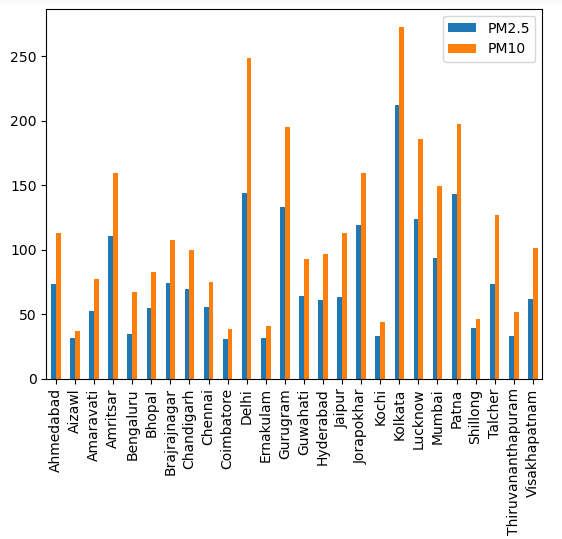 PM2.5
PM10
250
200
150
100
50
0
Ahmedabad
Aizawl
Amaravati
Amritsar
Bengaluru
Bhopal
Brajrajnagar
Chandigarh
Chennai
Coimbatore
Delhi
Ernakulam
Gurugram
Guwahati
Hyderabad
Jaipur
Jorapokhar
Kochi
Kolkata
Lucknow
Mumbai
Patna
Shillong
Talcher
Thiruvananthapuram
Visakhapatnam